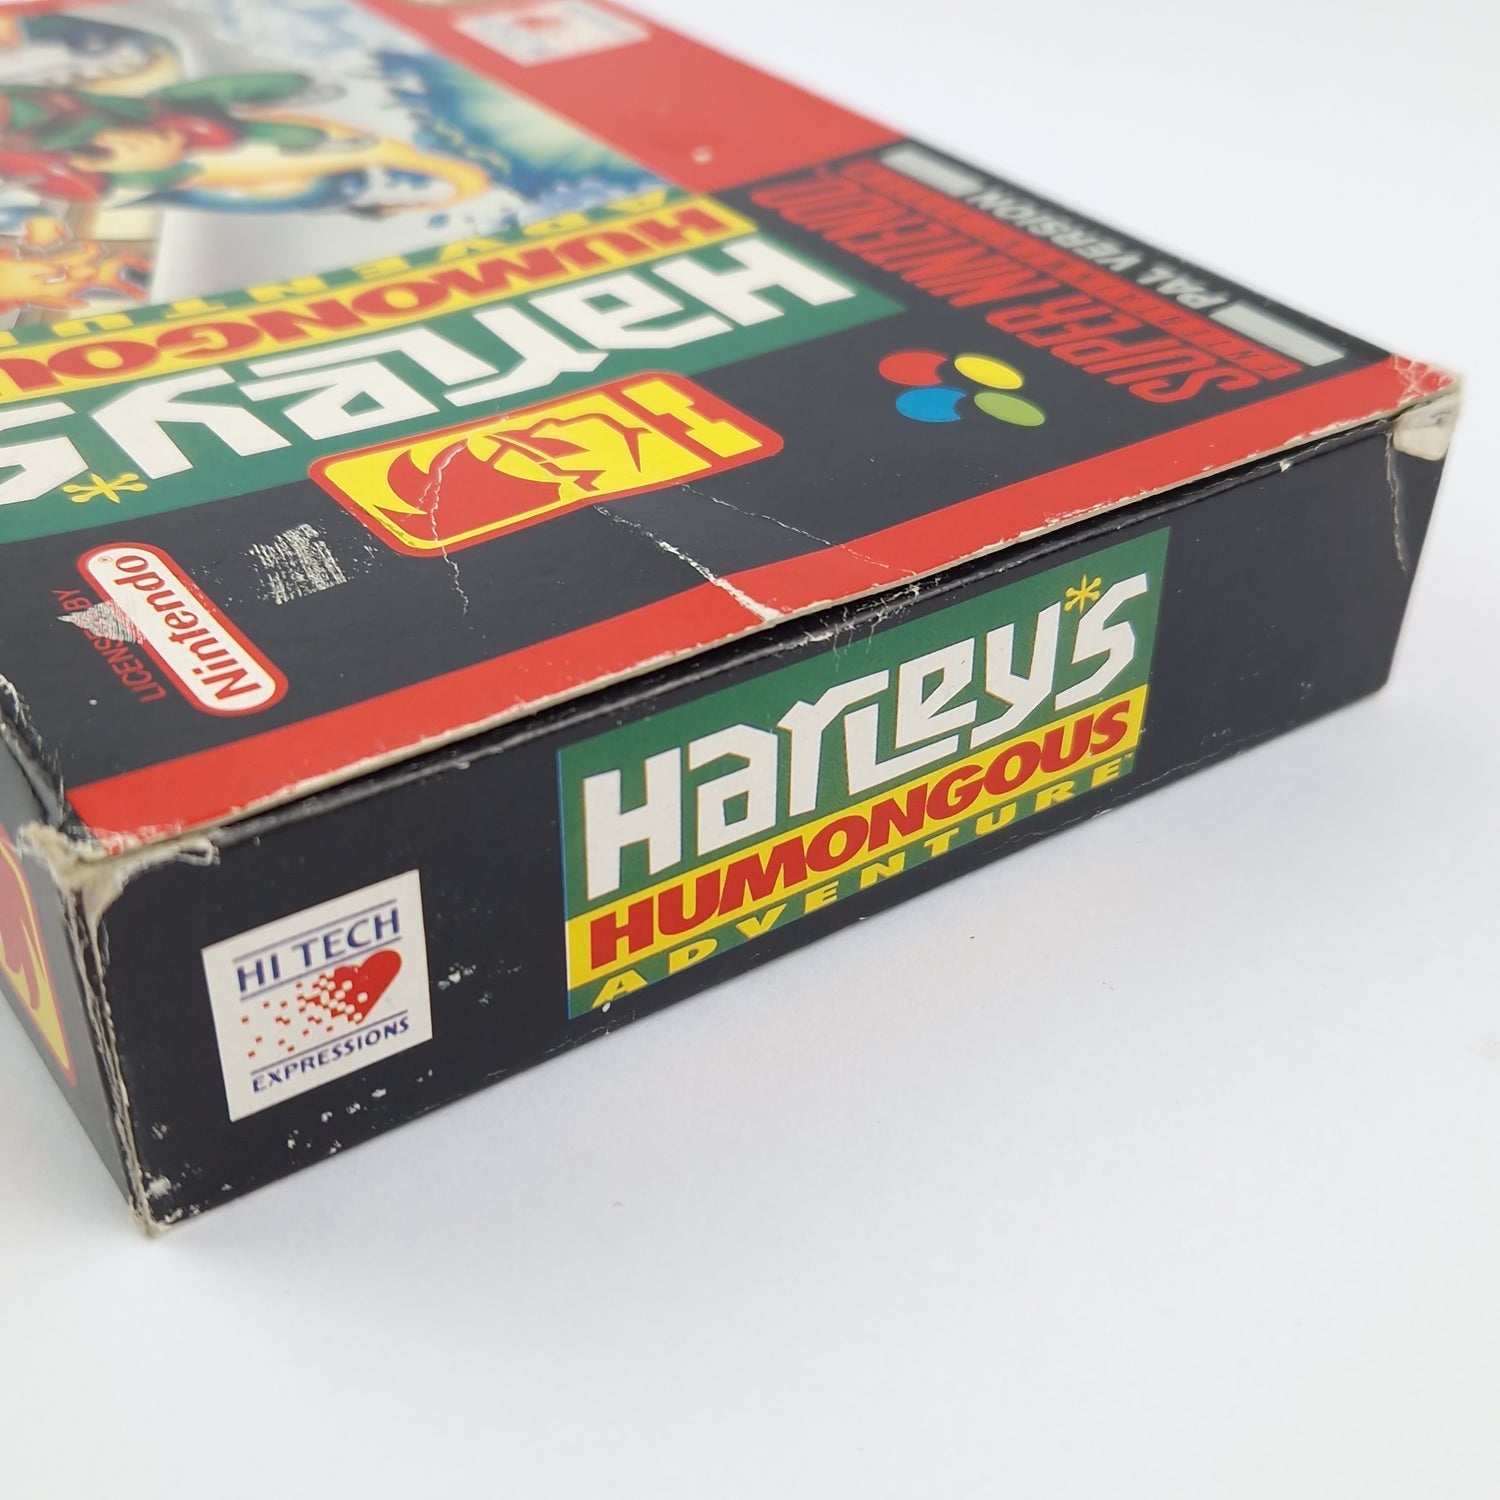 PAL VERSION
SUPER NINTENDO
Harley's
HUMONGOUS
ADVENTURE
H
Nintendo®
LICENSED BY
Harley's
HUMONGOUS
ADVENTURE
HI TECH
EXPRESSIONS